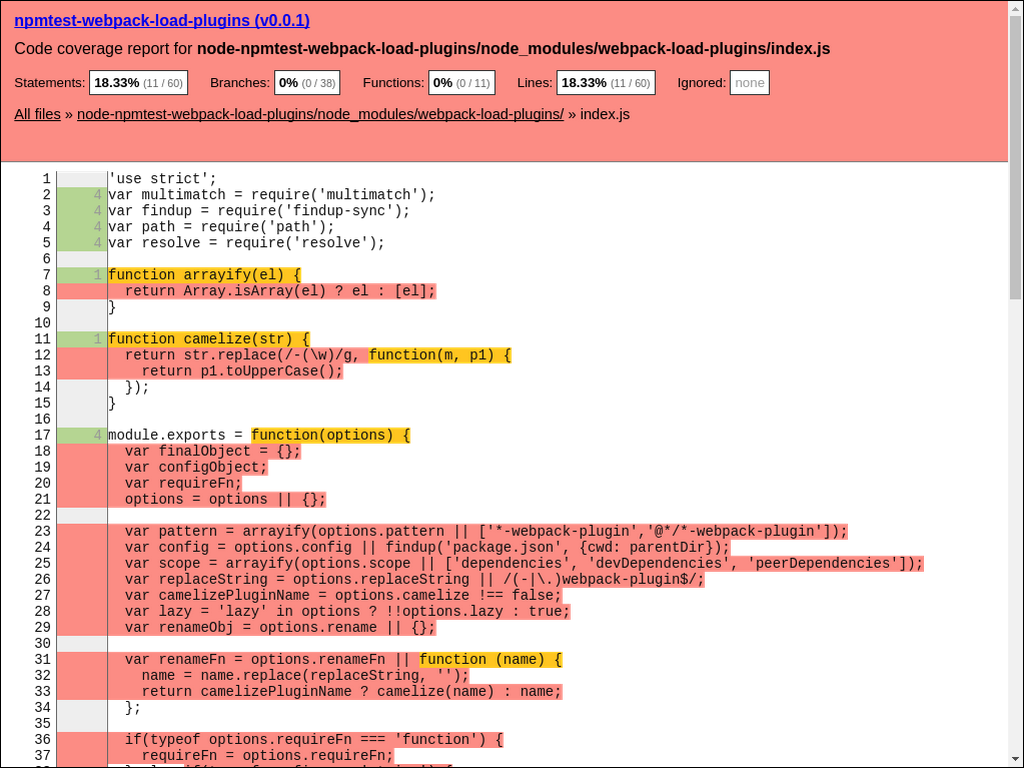 npmtest-webpack-load-plugins (v0.0.1)
Code coverage report for node-npmtest-webpack-load-plugins/node_modules/webpack-load-plugins/index.js
Statements: 18.33% (11 / 60) Branches: 0% (0 / 38) Functions: 0% (0 / 11) Lines: 18.33% (11 / 60) Ignored: none
All files » node-npmtest-webpack-load-plugins/node_modules/webpack-load-plugins/ » index.js
1 'use strict';
2 4 var multimatch = require('multimatch');
3 4 var findup = require('findup-sync');
4 4 var path = require('path');
5 4 var resolve = require('resolve');
6
7 1 function arrayify(el) {
8   return Array.isArray(el) ? el : [el];
9 }
10
11 1 function camelize(str) {
12   return str.replace(/-(\w)/g, function(m, p1) {
13     return p1.toUpperCase();
14   });
15 }
16
17 4 module.exports = function(options) {
18   var finalObject = {};
19   var configObject;
20   var requireFn;
21   options = options || {};
22
23   var pattern = arrayify(options.pattern || ['*-webpack-plugin','@*/*-webpack-plugin']);
24   var config = options.config || findup('package.json', {cwd: parentDir});
25   var scope = arrayify(options.scope || ['dependencies', 'devDependencies', 'peerDependencies']);
26   var replaceString = options.replaceString || /(-|\.)webpack-plugin$/;
27   var camelizePluginName = options.camelize !== false;
28   var lazy = 'lazy' in options ? !!options.lazy : true;
29   var renameObj = options.rename || {};
30
31   var renameFn = options.renameFn || function (name) {
32     name = name.replace(replaceString, '');
33     return camelizePluginName ? camelize(name) : name;
34   };
35
36   if(typeof options.requireFn === 'function') {
37     requireFn = options.requireFn;